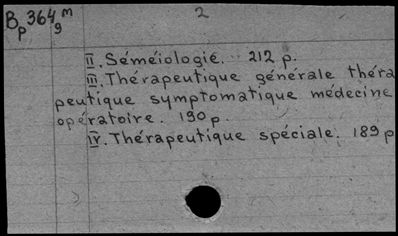 Bp 364 m 2
9
II. Séméiologie. 212 p.
III. Thérapeutique générale théra
peutique symptomatique médecine
opératoire. 190 p.
IV. Thérapeutique spéciale. 189 p